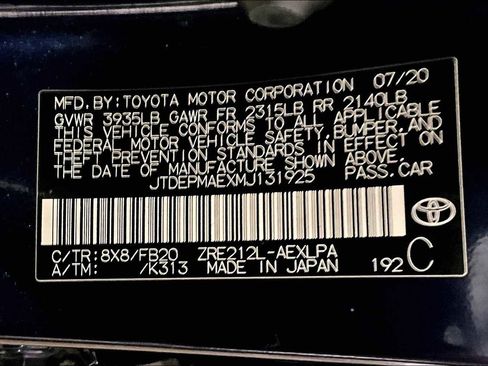 MFD.BY:TOYOTA MOTOR CORPORATION 07/20
GVWR 3935LB GAWR FR 2315LB RR 2140LB
THIS VEHICLE CONFORMS TO ALL APPLICABLE
FEDERAL MOTOR VEHICLE SAFETY, BUMPER, AND
THEFT PREVENTION STANDARDS IN EFFECT ON
THE DATE OF MANUFACTURE SHOWN ABOVE.
JTDEPMAEXMJ131925 PASS.CAR
C/TR:8X8/FB20 ZRE212L-AEXLPA
A/TM: /K313 MADE IN JAPAN 192C